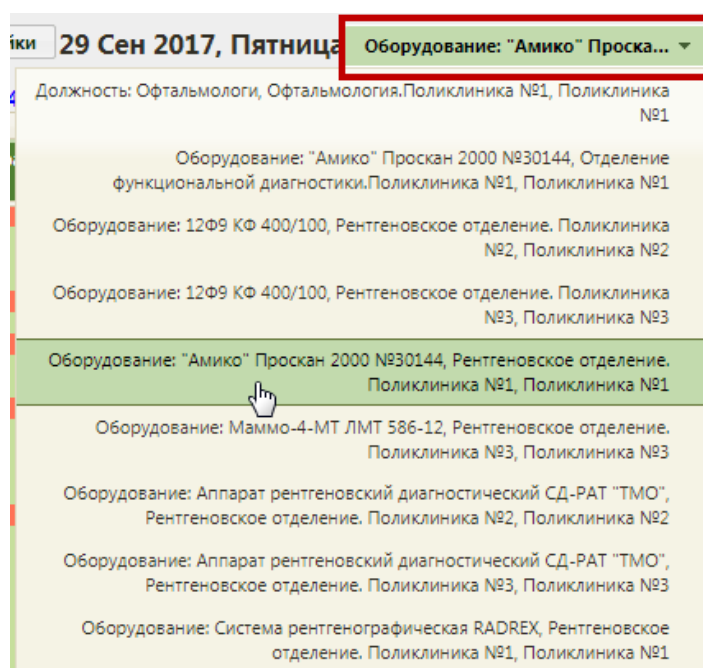 йки 29 Сен 2017, Пятница Оборудование: "Амико" Проска...
Должность: Офтальмологи, Офтальмология.Поликлиника №1, Поликлиника
№1
Оборудование: "Амико" Проскан 2000 №30144, Отделение
функциональной диагностики.Поликлиника №1, Поликлиника №1
Оборудование: 12Ф9 КФ 400/100, Рентгеновское отделение. Поликлиника
№2, Поликлиника №2
Оборудование: 12Ф9 КФ 400/100, Рентгеновское отделение. Поликлиника
№3, Поликлиника №3
Оборудование: "Амико" Проскан 2000 №30144, Рентгеновское отделение.
Поликлиника №1, Поликлиника №1
Оборудование: Маммо-4-МТ ЛМТ 586-12, Рентгеновское отделение.
Поликлиника №3, Поликлиника №3
Оборудование: Аппарат рентгеновский диагностический СД-РАТ "ТМО",
Рентгеновское отделение. Поликлиника №2, Поликлиника №2
Оборудование: Аппарат рентгеновский диагностический СД-РАТ "ТМО",
Рентгеновское отделение. Поликлиника №3, Поликлиника №3
Оборудование: Система рентгенографическая RADREX, Рентгеновское
отделение. Поликлиника №1, Поликлиника №1